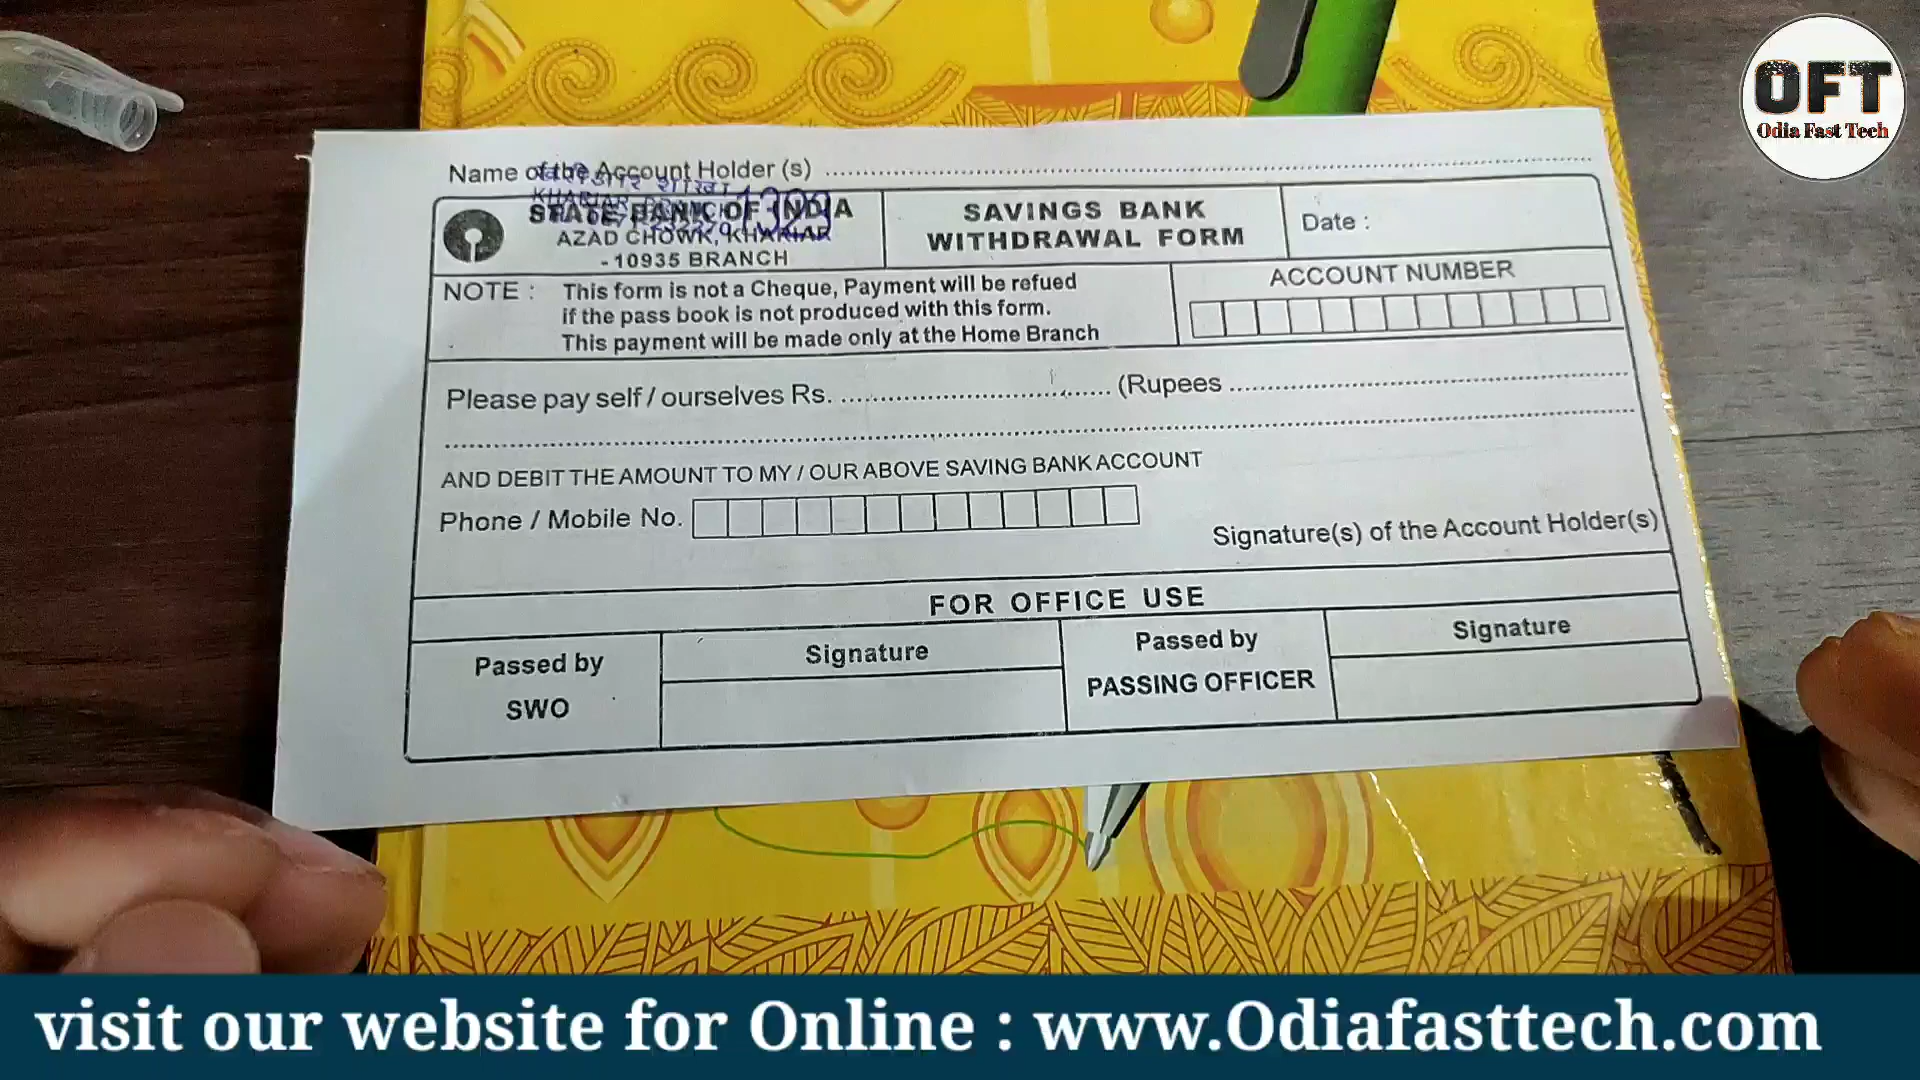 OFT
Odia Fast Tech
Name of the Account Holder (s) ..........
STATE BANK OF INDIA
AZAD CHOWK, KHARIAR
- 10935 BRANCH
SAVINGS BANK
WITHDRAWAL FORM
Date :
NOTE : This form is not a Cheque, Payment will be refued
if the pass book is not produced with this form.
This payment will be made only at the Home Branch
ACCOUNT NUMBER
Please pay self / ourselves Rs. .......... (Rupees ..........
AND DEBIT THE AMOUNT TO MY / OUR ABOVE SAVING BANK ACCOUNT
Phone / Mobile No.
Signature(s) of the Account Holder(s)
FOR OFFICE USE
Passed by
SWO
Signature
Passed by
PASSING OFFICER
Signature
visit our website for Online : www.Odiafasttech.com